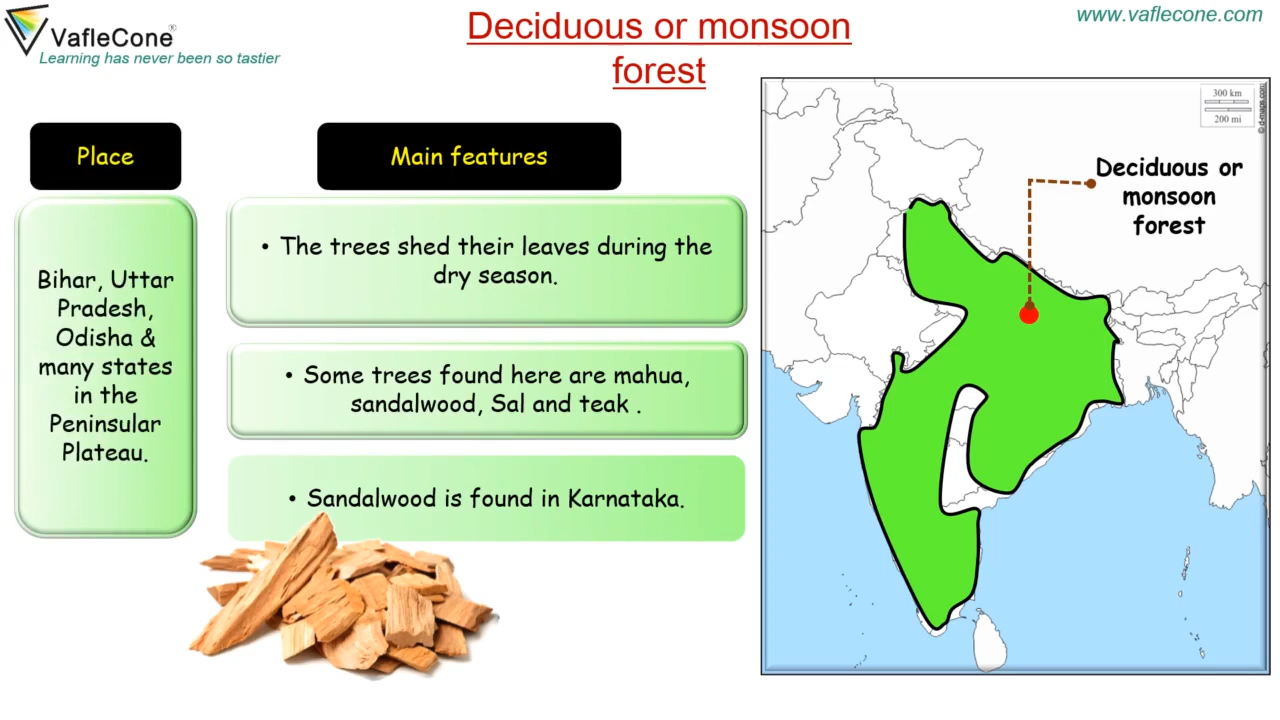 VafleCone®
Learning has never been so tastier
Deciduous or monsoon
forest
www.vaflecone.com
Place
Bihar, Uttar
Pradesh,
Odisha &
many states
in the
Peninsular
Plateau.
Main features
• The trees shed their leaves during the
dry season.
• Some trees found here are mahua,
sandalwood, Sal and teak .
• Sandalwood is found in Karnataka.
300 km
200 mi
© d-maps.com
Deciduous or
monsoon
forest